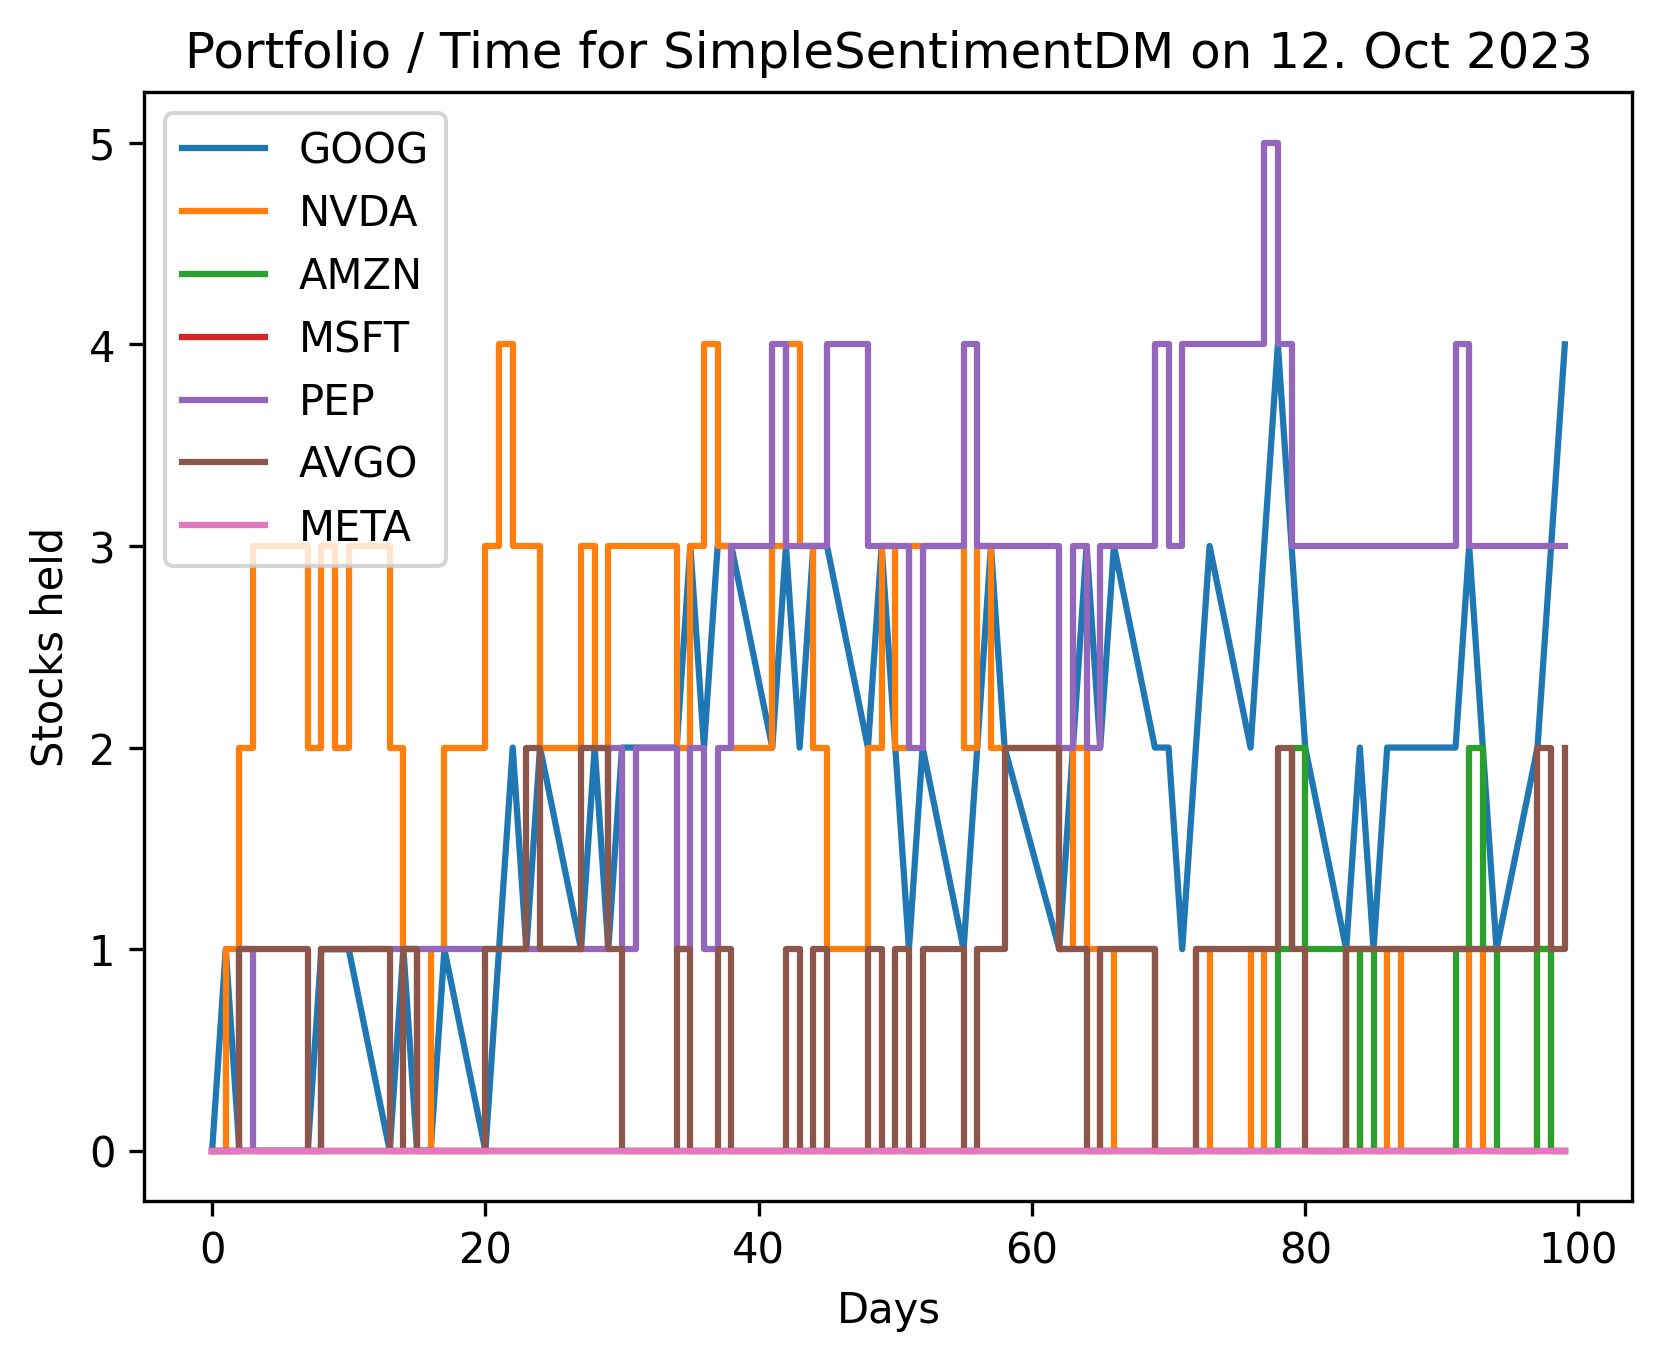 Portfolio / Time for SimpleSentimentDM on 12. Oct 2023
GOOG
NVDA
AMZN
MSFT
PEP
AVGO
META
Stocks held
5
4
3
2
1
0
0 20 40 60 80 100
Days